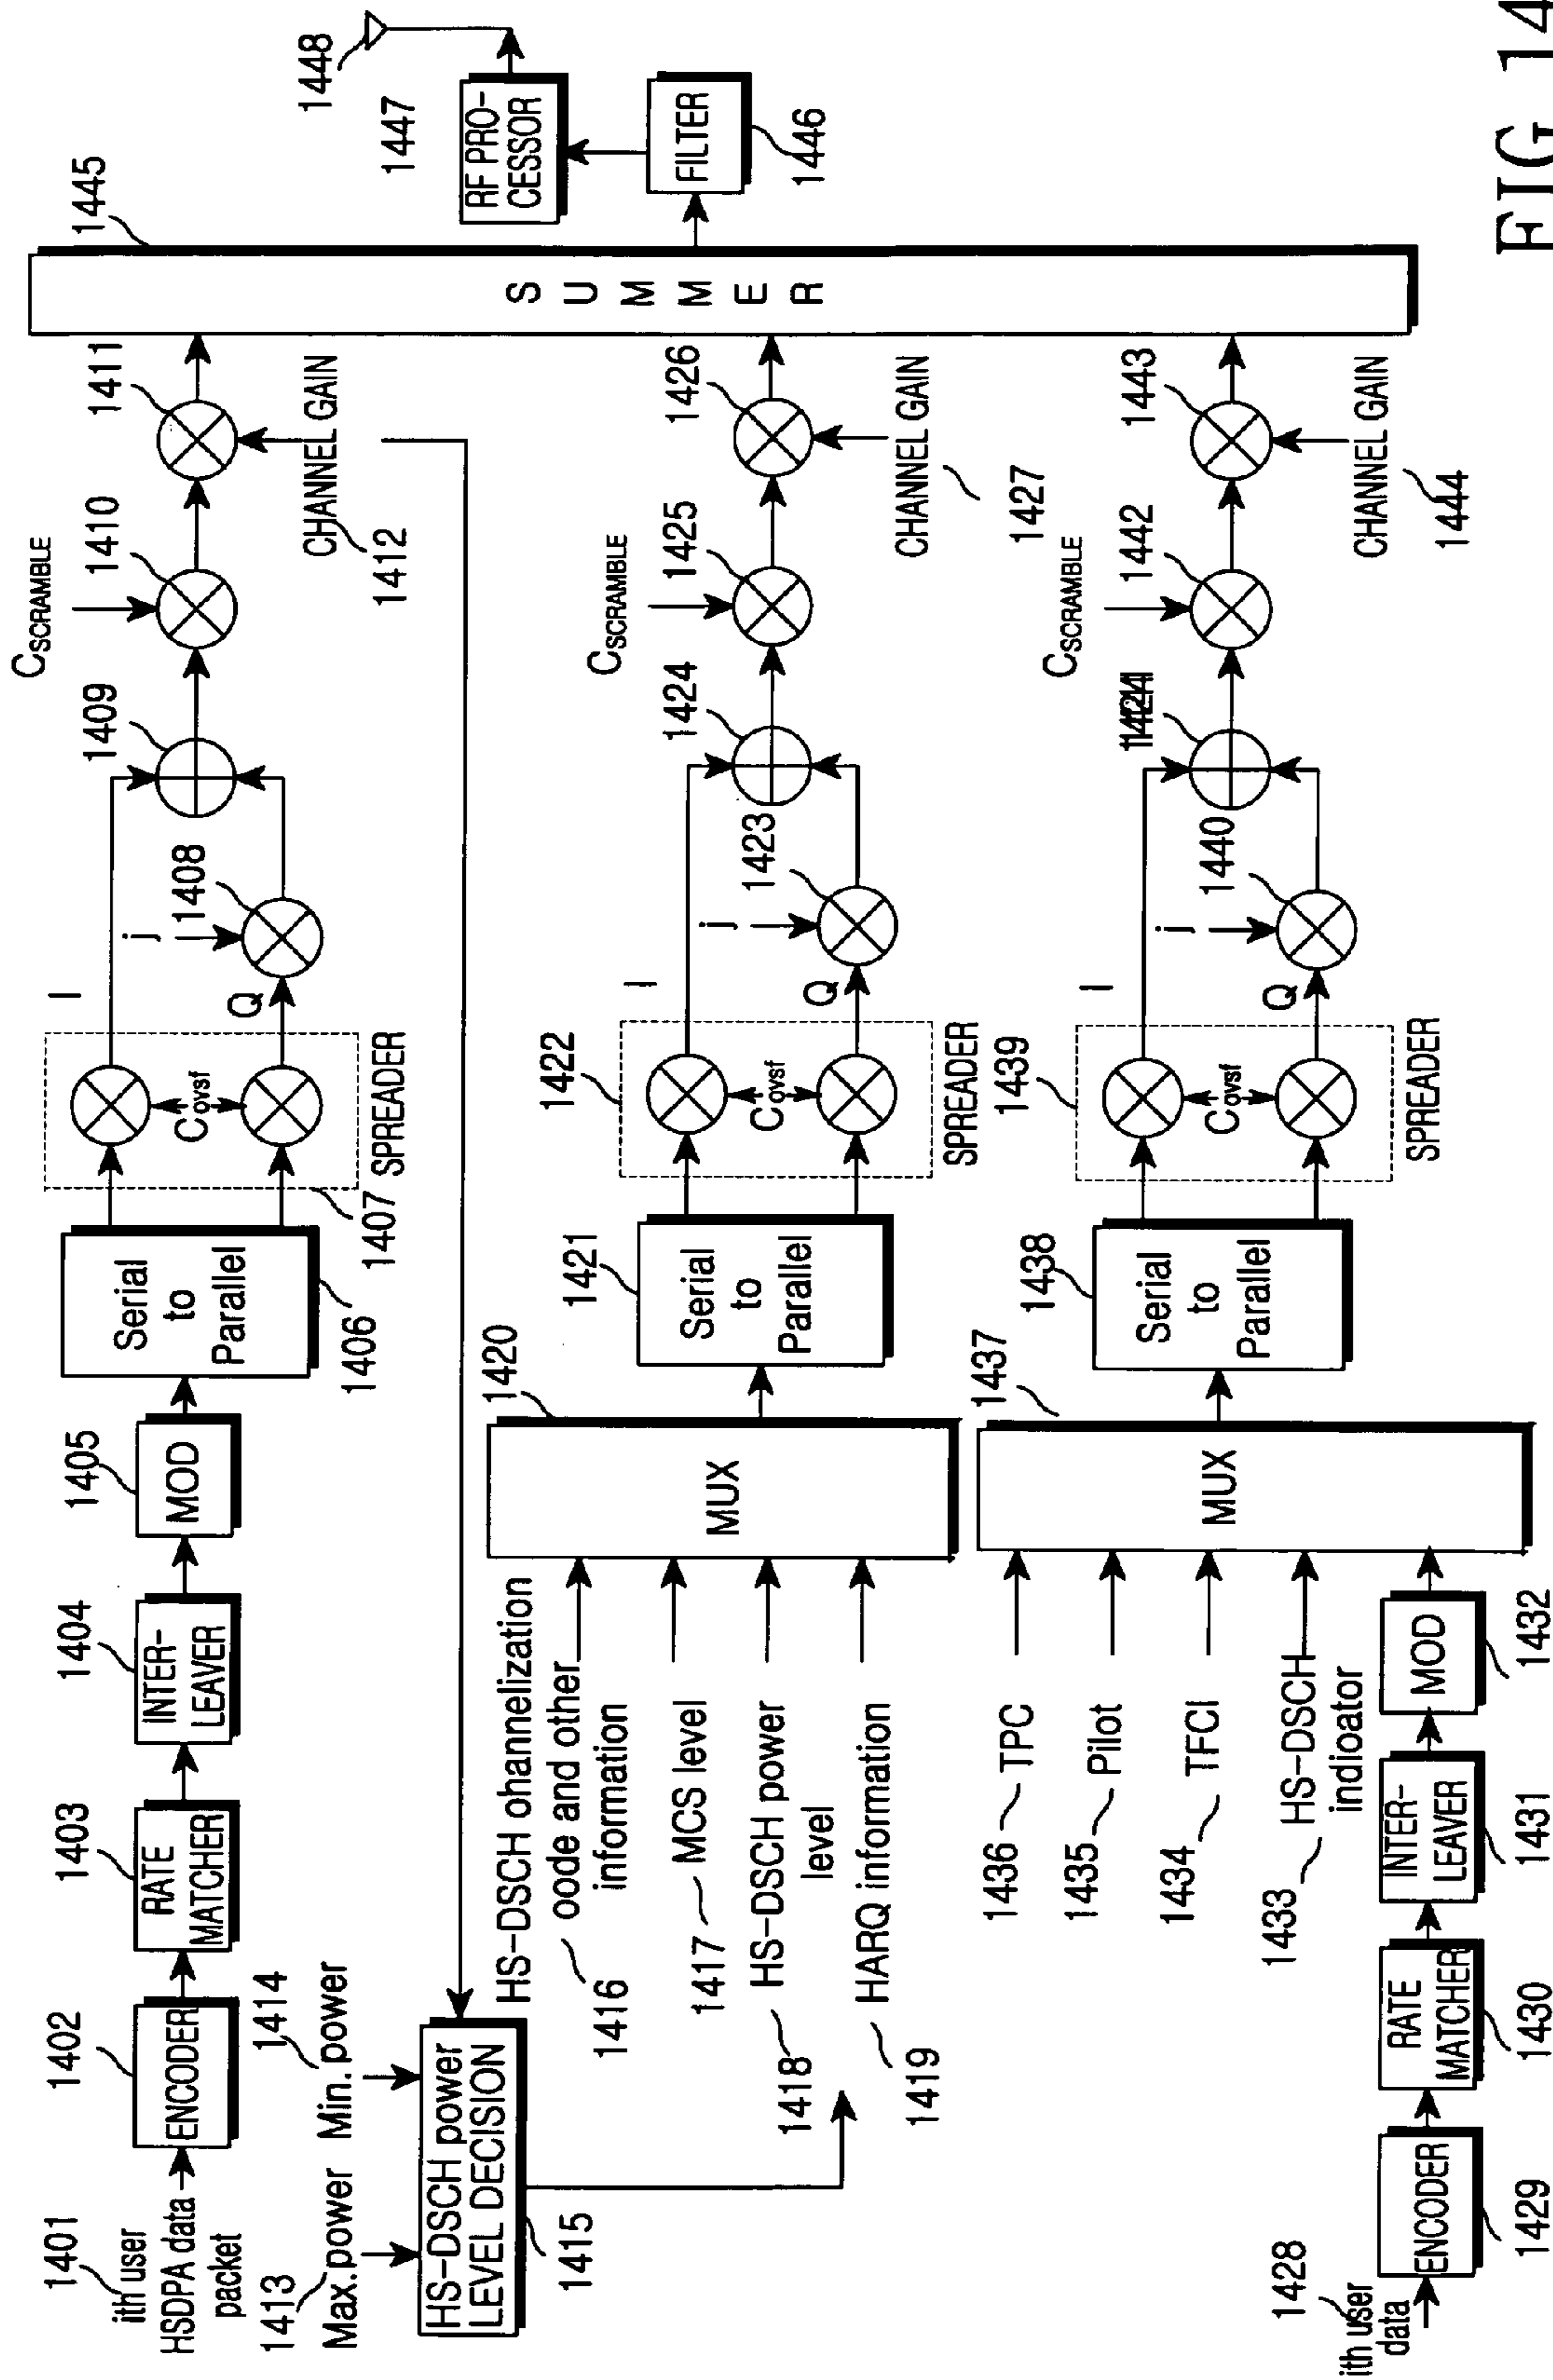 1401
ith user
HSDPA data
packet
1402
ENCODER
1403
RATE
MATCHER
1404
INTER-
LEAVER
1405
MOD
1406
Serial
to
Parallel
1407
SPREADER
Covsf
I
Q
j
1408
1409
CSCRAMBLE
1410
1411
CHANNEL GAIN
1412
1413
Max.power
1414
Min.power
HS-DSCH power
LEVEL DECISION
1415
HS-DSCH ohannelization
oode and other
information
1416
MCS level
1417
HS-DSCH power
level
1418
HARQ information
1419
MUX
1420
Serial
to
Parallel
1421
1422
SPREADER
Covsf
I
Q
j
1423
1424
CSCRAMBLE
1425
1426
CHANNEL GAIN
1427
1436
TPC
1435
Pilot
1434
TFCI
1433
HS-DSCH
indioator
1428
ith user
data
ENCODER
1429
RATE
MATCHER
1430
INTER-
LEAVER
1431
MOD
1432
MUX
1437
Serial
to
Parallel
1438
1439
SPREADER
Covsf
I
Q
j
1440
CSCRAMBLE
1442
1443
CHANNEL GAIN
1444
SUMMER
1445
FILTER
1446
RF PRO-
CESSOR
1447
1448
FIG.14